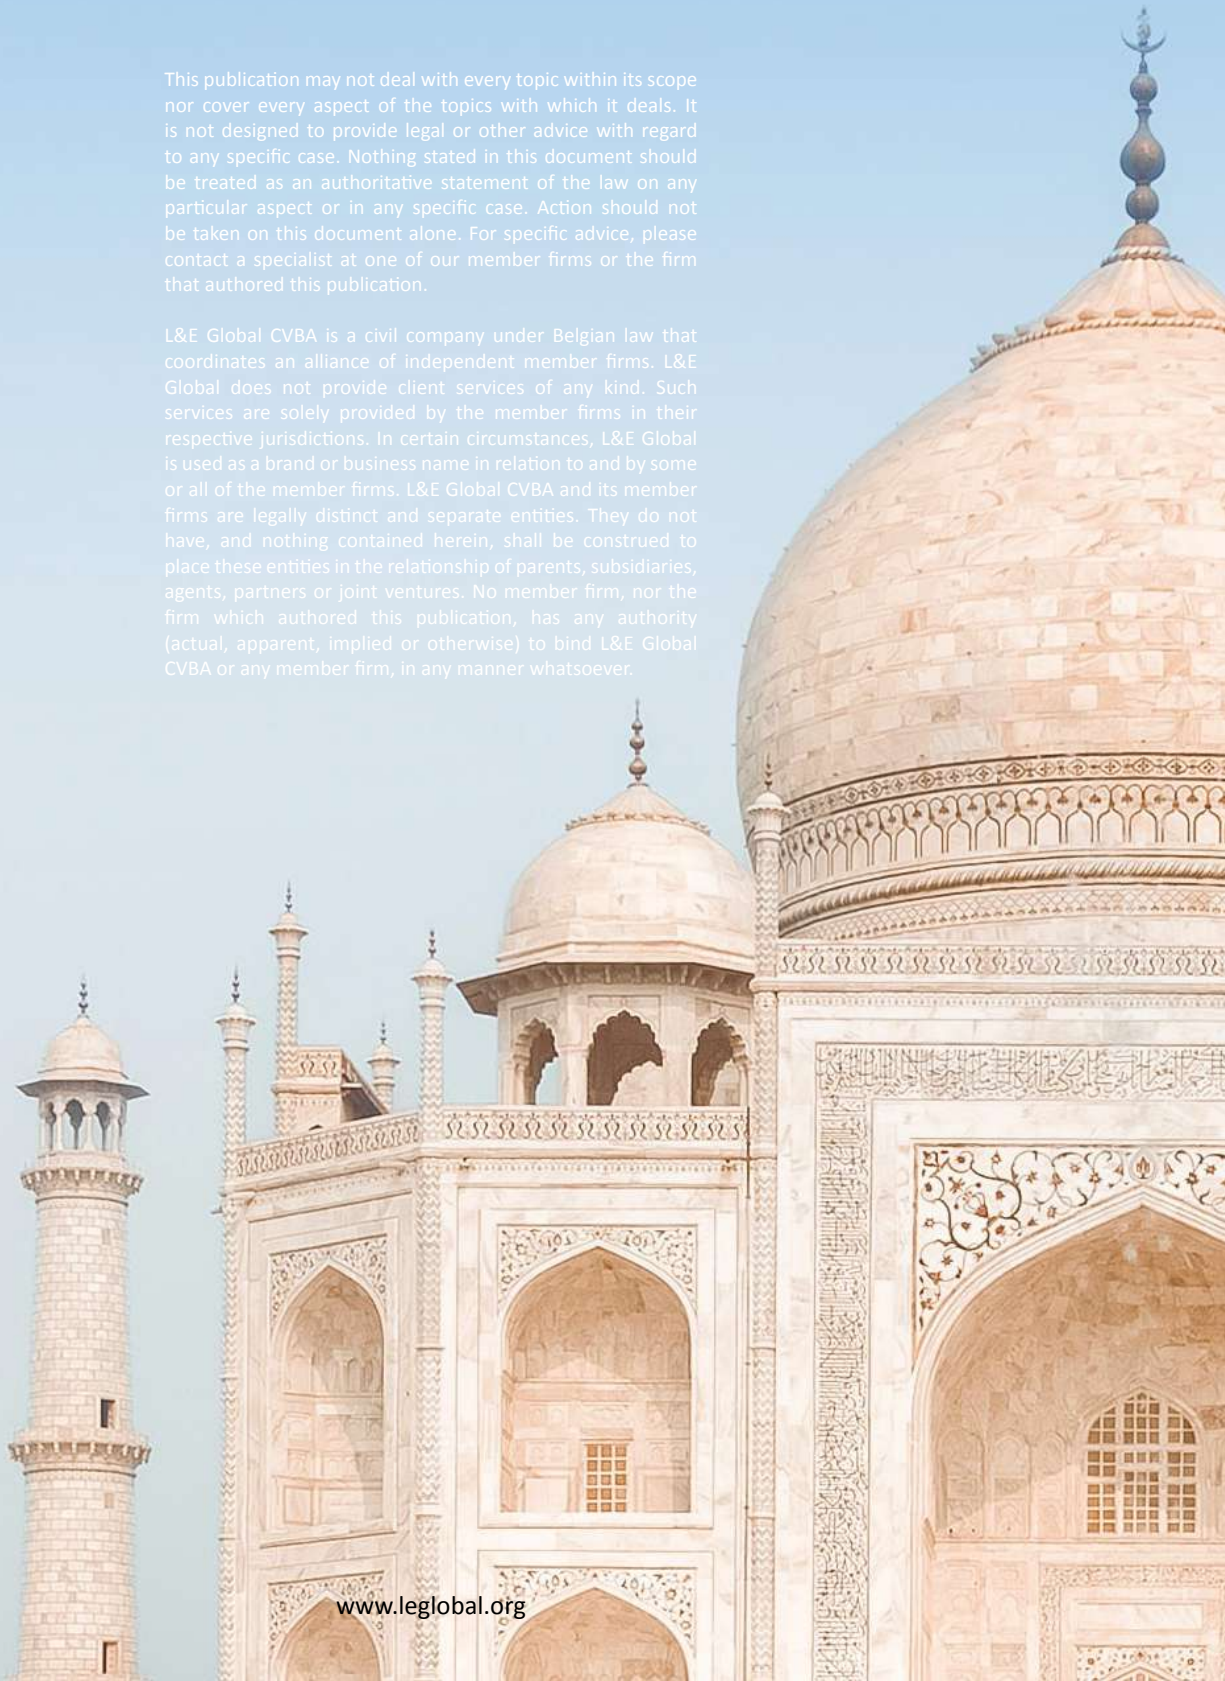 This publication may not deal with every topic within its scope
nor cover every aspect of the topics with which it deals. It
is not designed to provide legal or other advice with regard
to any specific case. Nothing stated in this document should
be treated as an authoritative statement of the law on any
particular aspect or in any specific case. Action should not
be taken on this document alone. For specific advice, please
contact a specialist at one of our member firms or the firm
that authored this publication.
L&E Global CVBA is a civil company under Belgian law that
coordinates an alliance of independent member firms. L&E
Global does not provide client services of any kind. Such
services are solely provided by the member firms in their
respective jurisdictions. In certain circumstances, L&E Global
is used as a brand or business name in relation to and by some
or all of the member firms. L&E Global CVBA and its member
firms are legally distinct and separate entities. They do not
have, and nothing contained herein, shall be construed to
place these entities in the relationship of parents, subsidiaries,
agents, partners or joint ventures. No member firm, nor the
firm which authored this publication, has any authority
(actual, apparent, implied or otherwise) to bind L&E Global
CVBA or any member firm, in any manner whatsoever.
www.leglobal.org